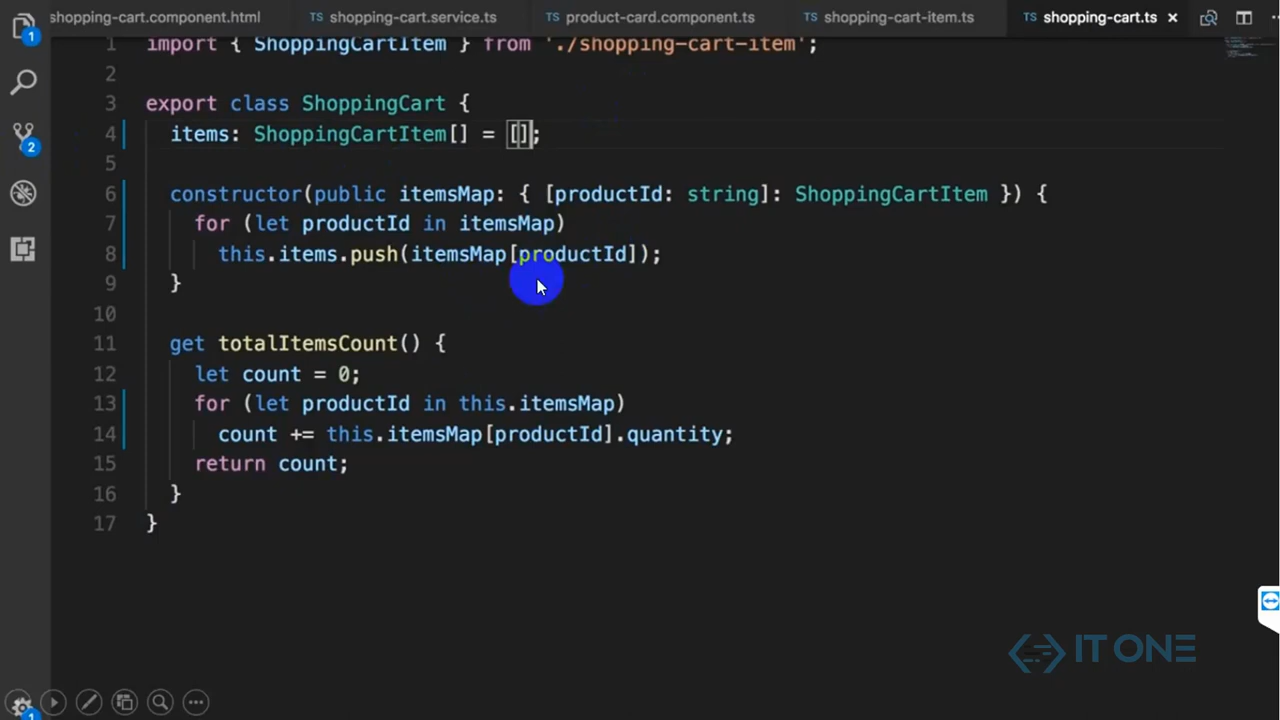 shopping-cart.component.html
TS shopping-cart.service.ts
TS product-card.component.ts
TS shopping-cart-item.ts
TS shopping-cart.ts
1 import { ShoppingCartItem } from './shopping-cart-item';
2
3 export class ShoppingCart {
4 items: ShoppingCartItem[] = [];
5
6 constructor(public itemsMap: { [productId: string]: ShoppingCartItem }) {
7 for (let productId in itemsMap)
8 this.items.push(itemsMap[productId]);
9 }
10
11 get totalItemsCount() {
12 let count = 0;
13 for (let productId in this.itemsMap)
14 count += this.itemsMap[productId].quantity;
15 return count;
16 }
17 }
1
2
1
IT ONE